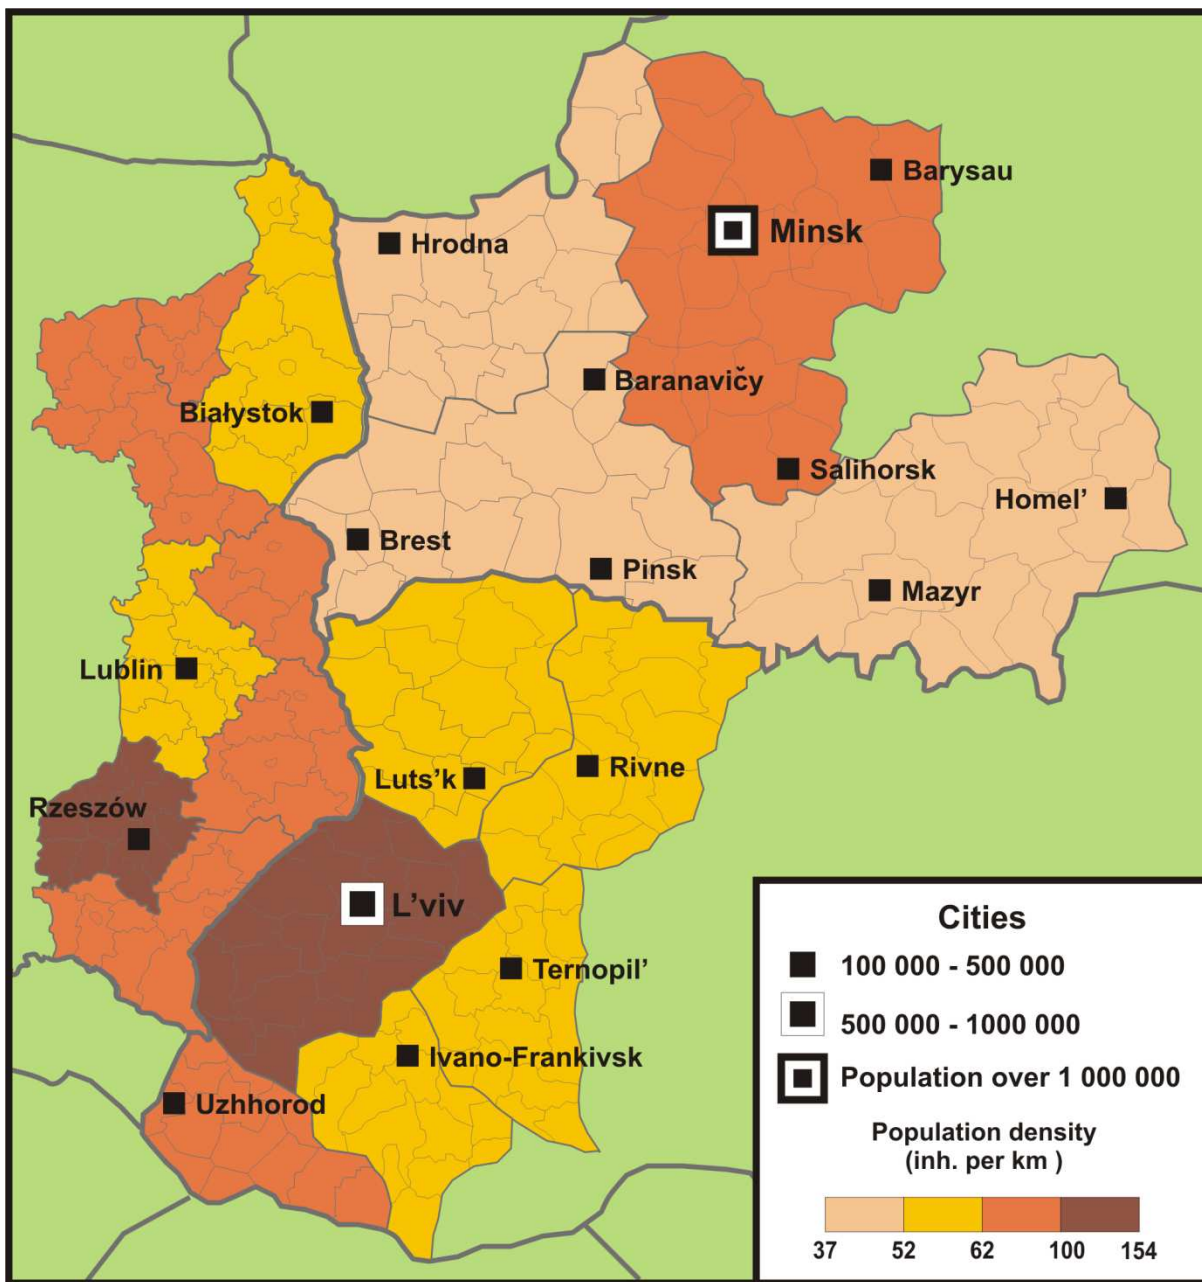 Barysau
Minsk
Hrodna
Baranavičy
Białystok
Salihorsk
Homel’
Brest
Pinsk
Mazyr
Lublin
Luts’k
Rivne
Rzeszów
L’viv
Ternopil’
Ivano-Frankivsk
Uzhhorod
Cities
100 000 - 500 000
500 000 - 1000 000
Population over 1 000 000
Population density
(inh. per km )
37 52 62 100 154